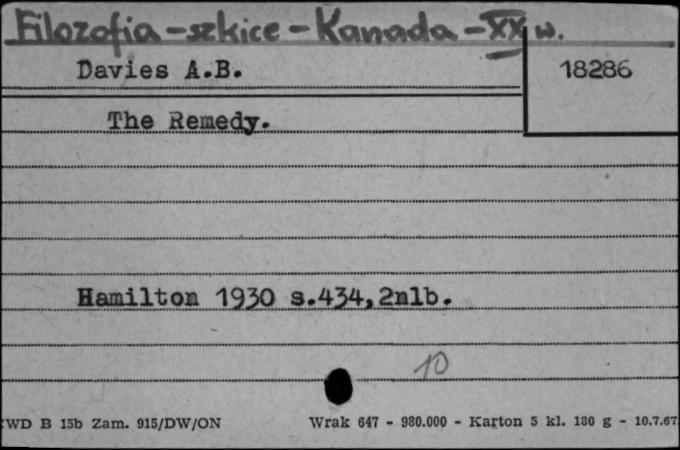 Filozofia - szkice - Kanada - XX w.
Davies A.B.
18286
The Remedy.
Hamilton 1930 s.434,2nlb.
10
CWD B 15b Zam. 915/DW/ON Wrak 647 - 980.000 - Karton 5 kl. 180 g - 10.7.67